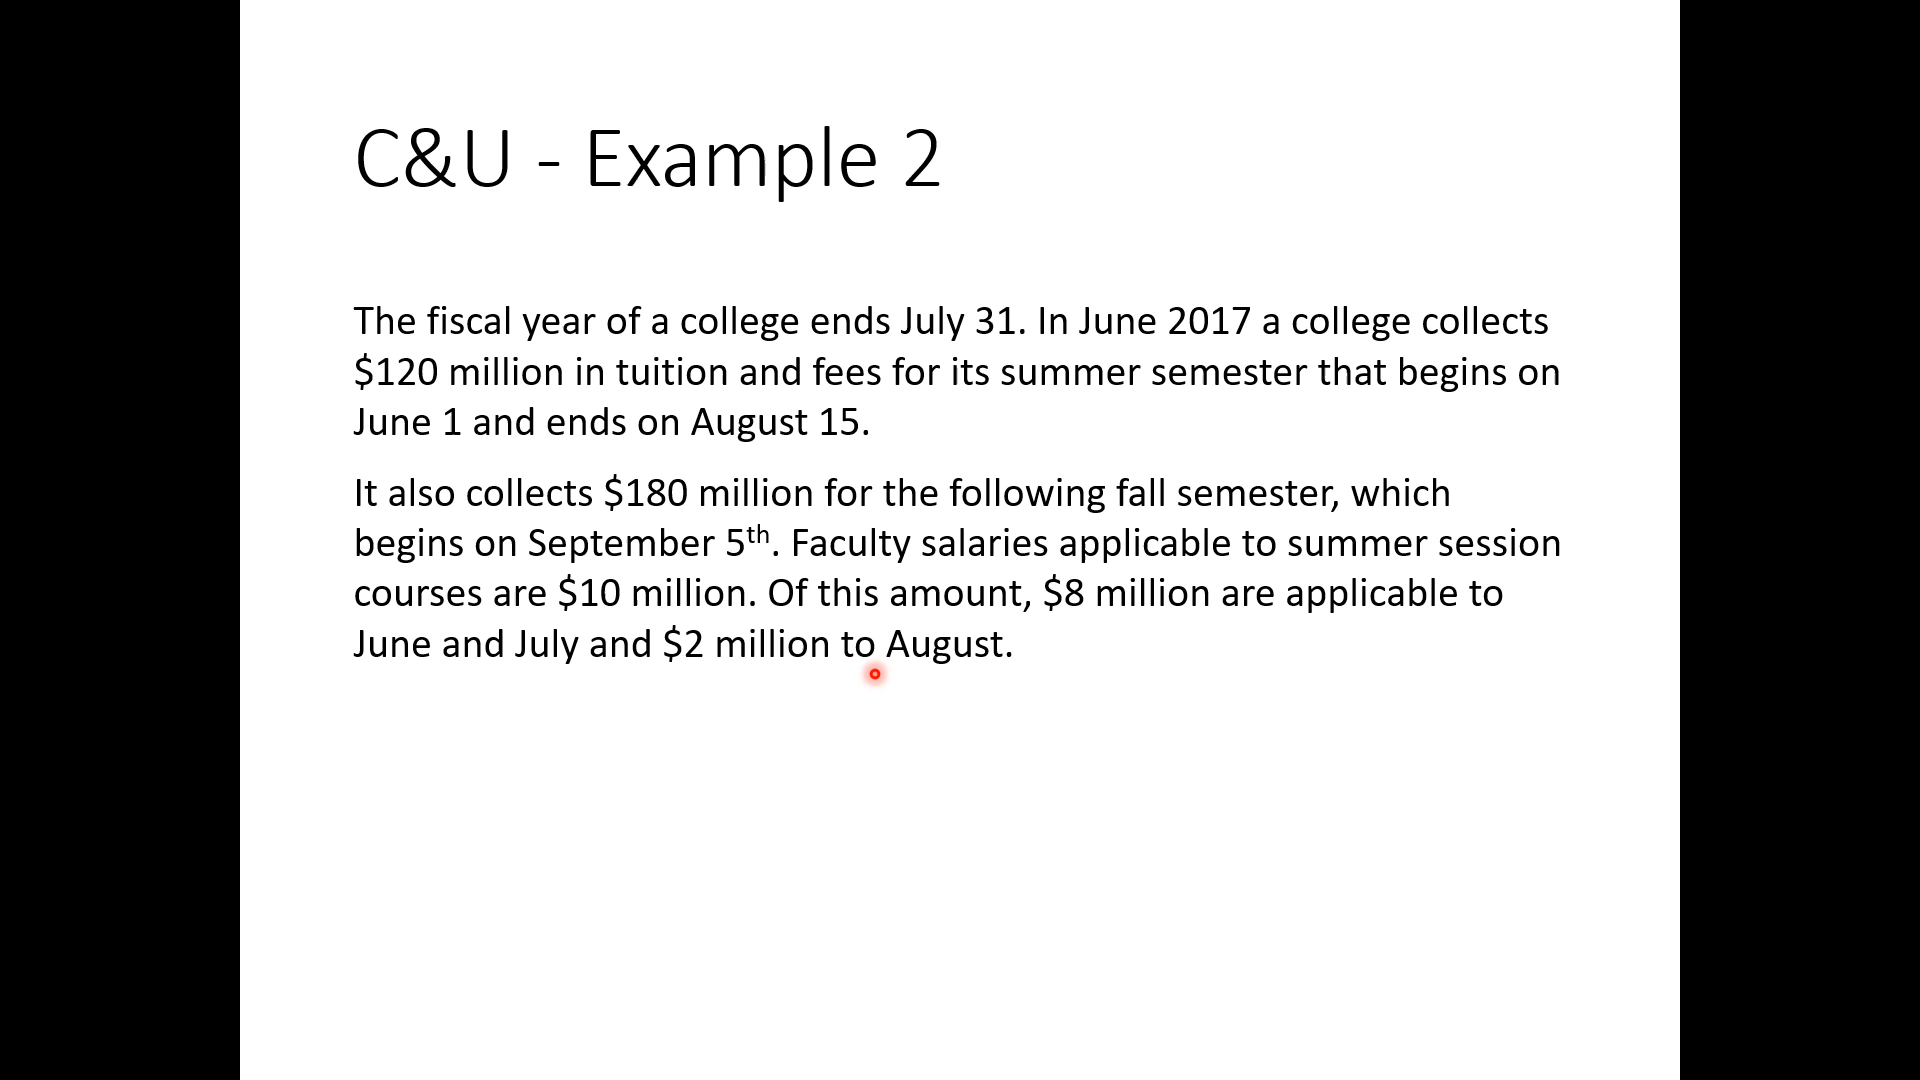 C&U - Example 2
The fiscal year of a college ends July 31. In June 2017 a college collects
$120 million in tuition and fees for its summer semester that begins on
June 1 and ends on August 15.
It also collects $180 million for the following fall semester, which
begins on September 5th. Faculty salaries applicable to summer session
courses are $10 million. Of this amount, $8 million are applicable to
June and July and $2 million to August.